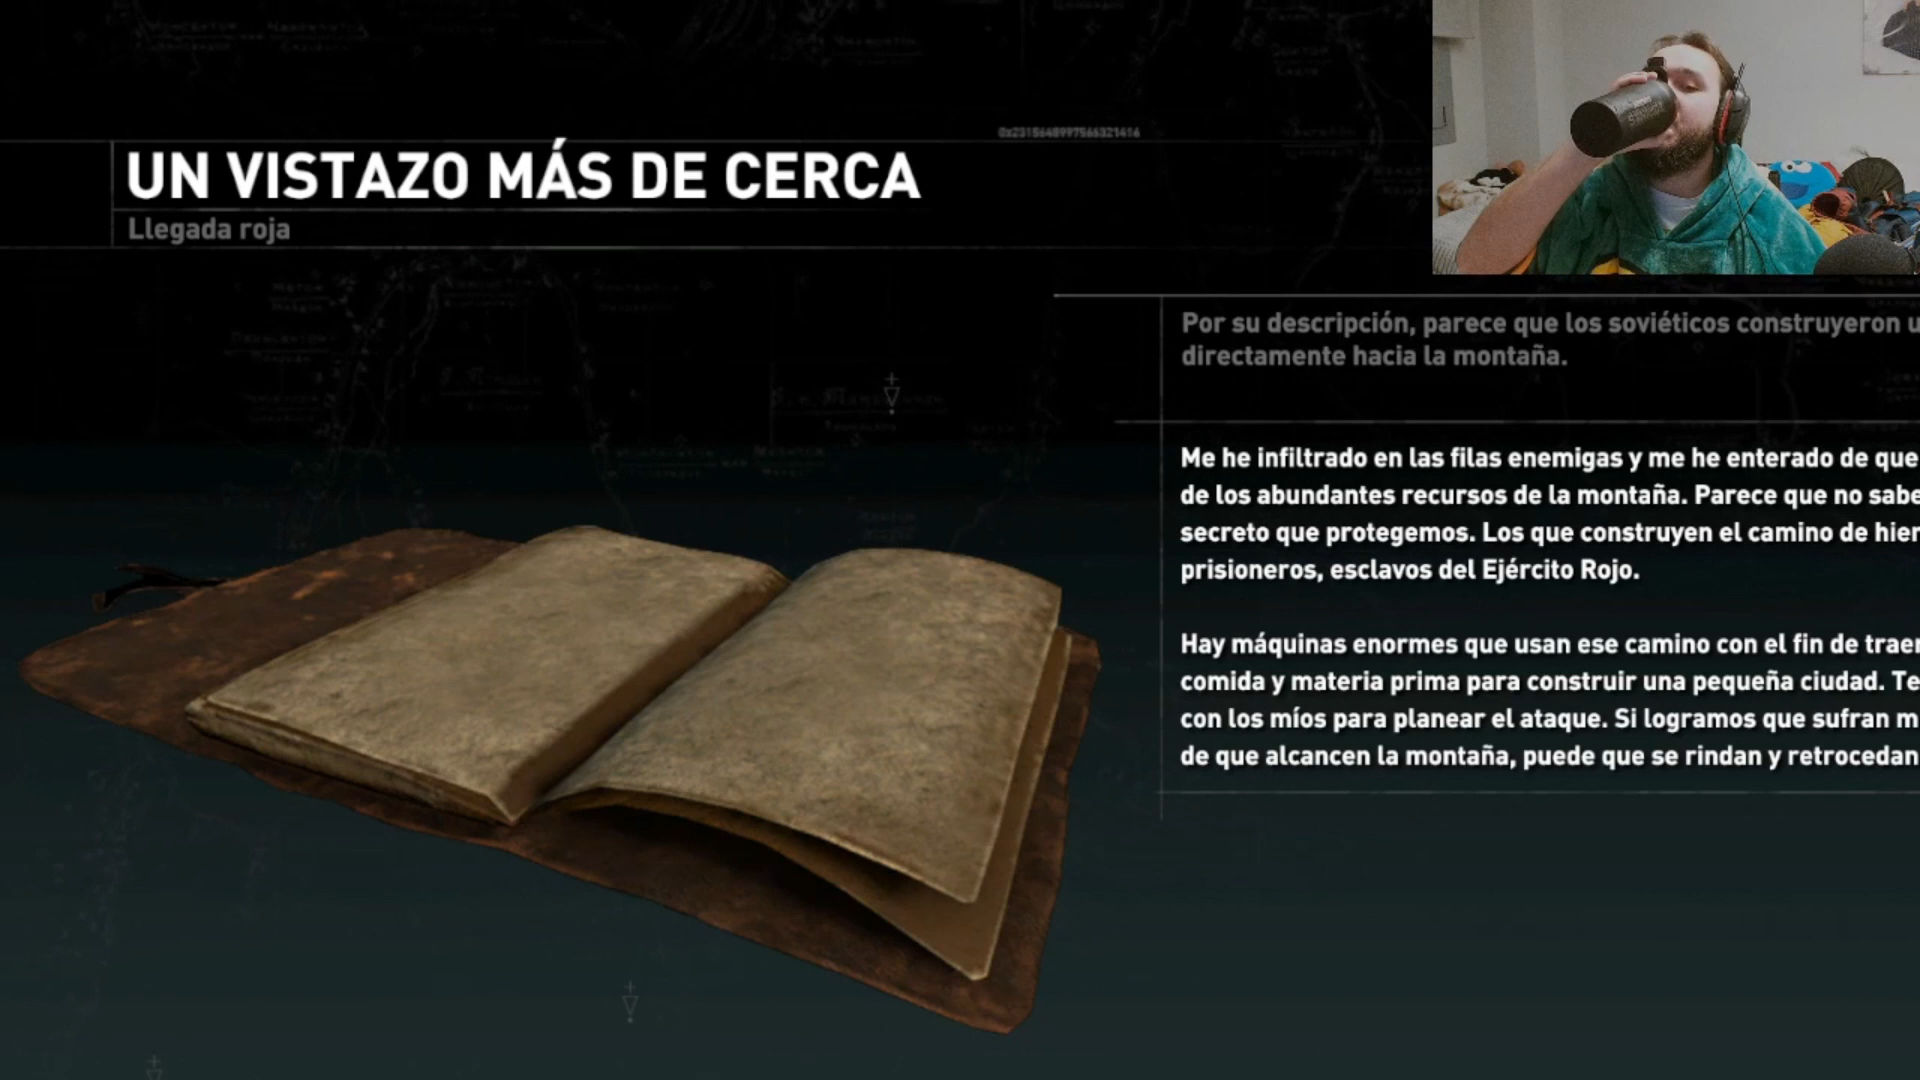 0x2315648997566321416
UN VISTAZO MÁS DE CERCA
Llegada roja
Por su descripción, parece que los soviéticos construyeron u
directamente hacia la montaña.
Me he infiltrado en las filas enemigas y me he enterado de que
de los abundantes recursos de la montaña. Parece que no sabe
secreto que protegemos. Los que construyen el camino de hier
prisioneros, esclavos del Ejército Rojo.
Hay máquinas enormes que usan ese camino con el fin de traer
comida y materia prima para construir una pequeña ciudad. Te
con los míos para planear el ataque. Si logramos que sufran m
de que alcancen la montaña, puede que se rindan y retrocedan